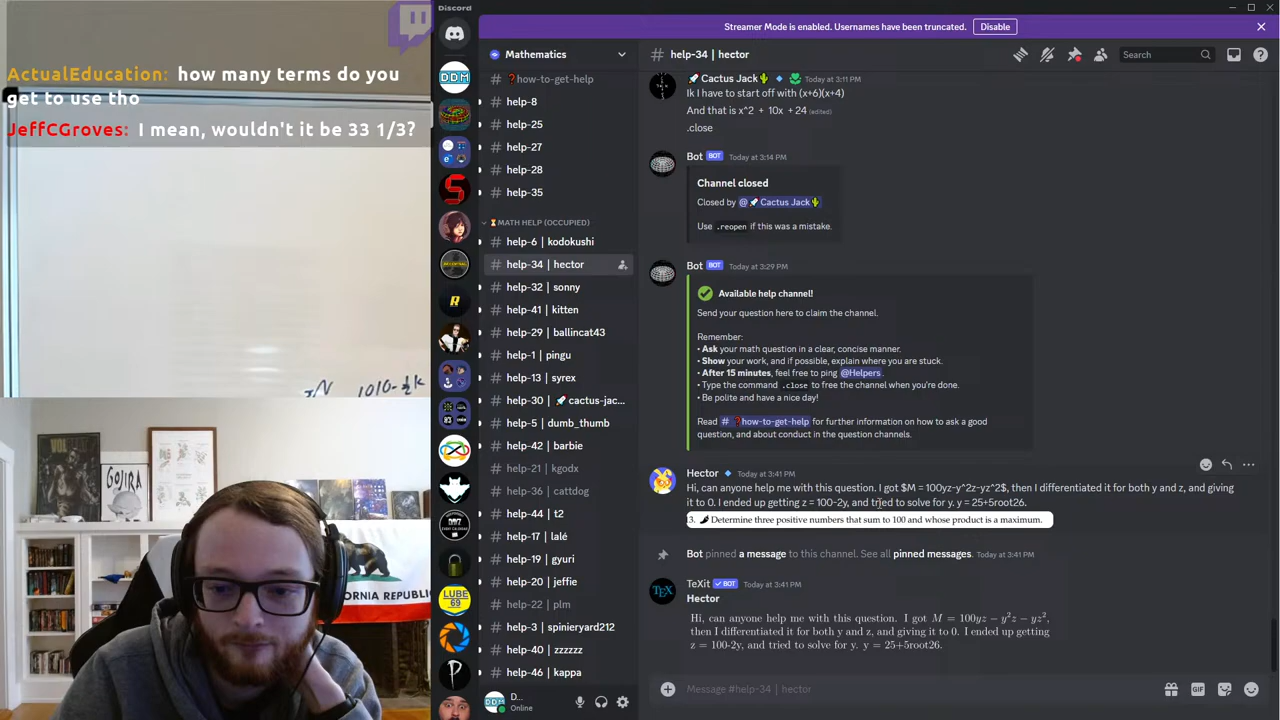 Discord
Streamer Mode is enabled. Usernames have been truncated.
Disable
ActualEducation: how many terms do you
get to use tho
JeffCGroves: I mean, wouldn't it be 33 1/3?
1010-½k
VOLBEAT
GOJIRA
CALIFORNIA REPUBLIC
DDM
LUBE
69
Mathematics
❓how-to-get-help
help-8
help-25
help-27
help-28
help-35
⌛MATH HELP (OCCUPIED)
help-6 | kodokushi
help-34 | hector
help-32 | sonny
help-41 | kitten
help-29 | ballincat43
help-1 | pingu
help-13 | syrex
help-30 | 🚀cactus-jac...
help-5 | dumb_thumb
help-42 | barbie
help-21 | kgodx
help-36 | cattdog
help-44 | t2
help-17 | lalé
help-19 | gyuri
help-20 | jeffie
help-22 | plm
help-3 | spinieryard212
help-40 | zzzzzz
help-46 | kappa
DDM
D...
Online
# help-34 | hector
Search
🚀Cactus Jack🌵 Today at 3:11 PM
Ik I have to start off with (x+6)(x+4)
And that is x^2 + 10x +24 (edited)
.close
Bot BOT Today at 3:14 PM
Channel closed
Closed by @🚀Cactus Jack🌵
Use .reopen if this was a mistake.
Bot BOT Today at 3:29 PM
Available help channel!
Send your question here to claim the channel.
Remember:
• Ask your math question in a clear, concise manner.
• Show your work, and if possible, explain where you are stuck.
• After 15 minutes, feel free to ping @Helpers.
• Type the command .close to free the channel when you're done.
• Be polite and have a nice day!
Read # ❓how-to-get-help for further information on how to ask a good
question, and about conduct in the question channels.
Hector Today at 3:41 PM
Hi, can anyone help me with this question. I got $M = 100yz-y^2z-yz^2$, then I differentiated it for both y and z, and giving
it to 0. I ended up getting z = 100-2y, and tried to solve for y. y = 25+5root26.
13. Determine three positive numbers that sum to 100 and whose product is a maximum.
Bot pinned a message to this channel. See all pinned messages. Today at 3:41 PM
TeXit ✓ BOT Today at 3:41 PM
Hector
Hi, can anyone help me with this question. I got M = 100yz − y²z − yz²,
then I differentiated it for both y and z, and giving it to 0. I ended up getting
z = 100-2y, and tried to solve for y. y = 25+5root26.
Message #help-34 | hector
GIF